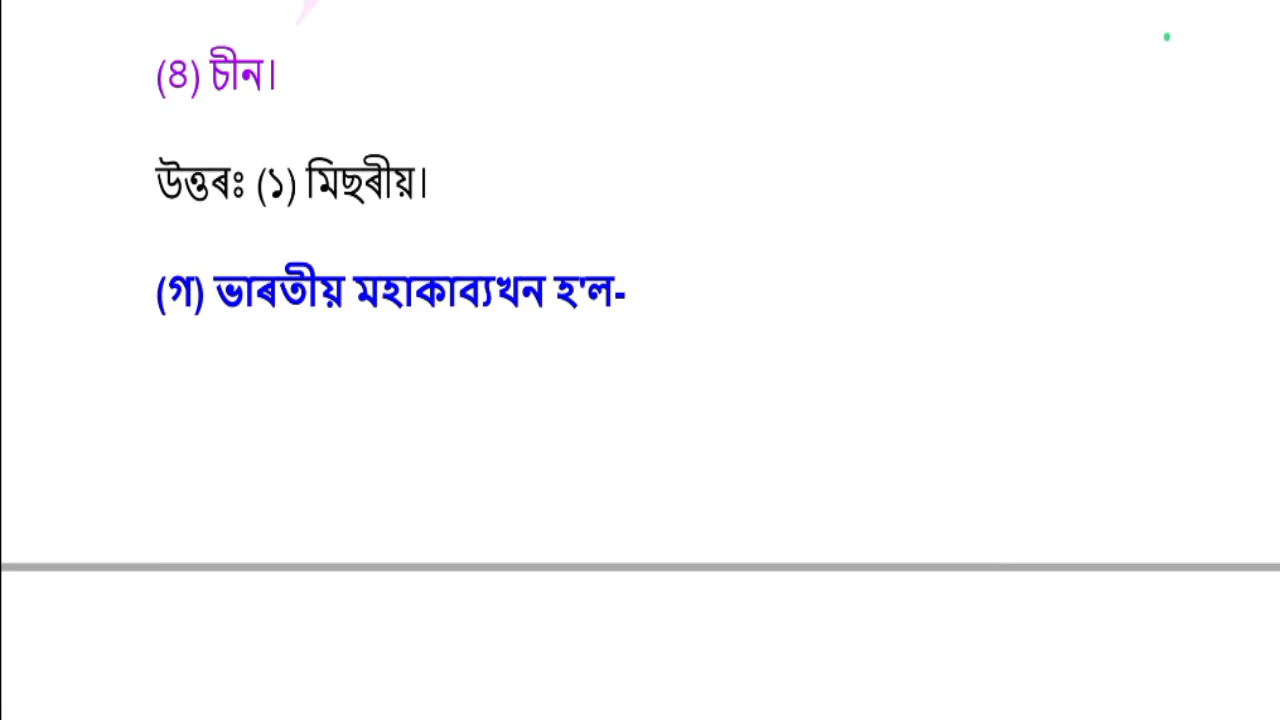 (৪) চীন।
উত্তৰঃ (১) মিছৰীয়।
(গ) ভাৰতীয় মহাকাব্যখন হ'ল-